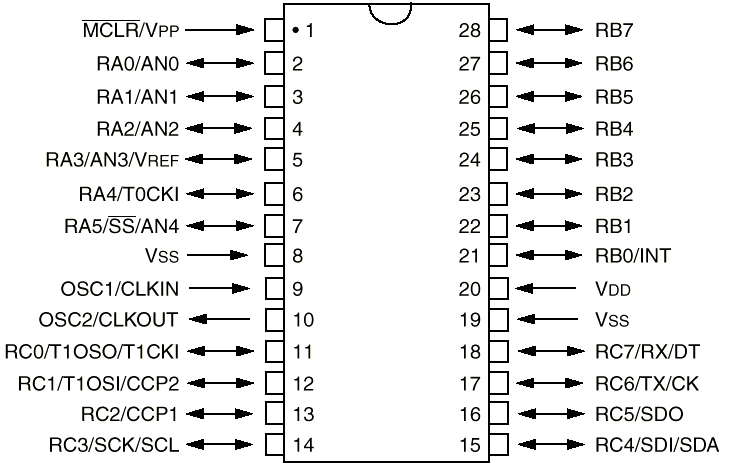 MCLR/VPP • 1 28 RB7
RA0/AN0 2 27 RB6
RA1/AN1 3 26 RB5
RA2/AN2 4 25 RB4
RA3/AN3/VREF 5 24 RB3
RA4/T0CKI 6 23 RB2
RA5/SS/AN4 7 22 RB1
VSS 8 21 RB0/INT
OSC1/CLKIN 9 20 VDD
OSC2/CLKOUT 10 19 VSS
RC0/T1OSO/T1CKI 11 18 RC7/RX/DT
RC1/T1OSI/CCP2 12 17 RC6/TX/CK
RC2/CCP1 13 16 RC5/SDO
RC3/SCK/SCL 14 15 RC4/SDI/SDA